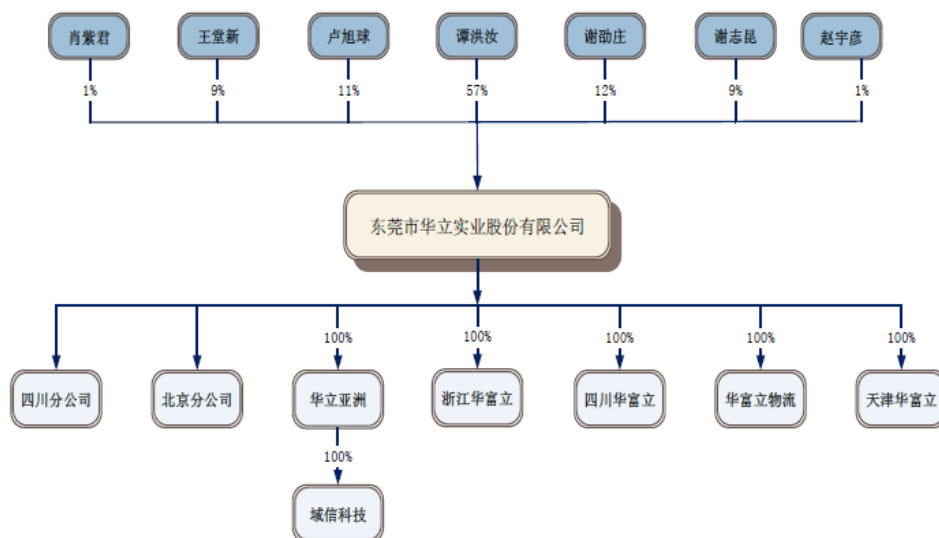 肖紫君 王堂新 卢旭球 谭洪汝 谢劭庄 谢志昆 赵宇彦
1% 9% 11% 57% 12% 9% 1%
东莞市华立实业股份有限公司
100% 100% 100% 100% 100%
四川分公司 北京分公司 华立亚洲 浙江华富立 四川华富立 华富立物流 天津华富立
100%
域信科技